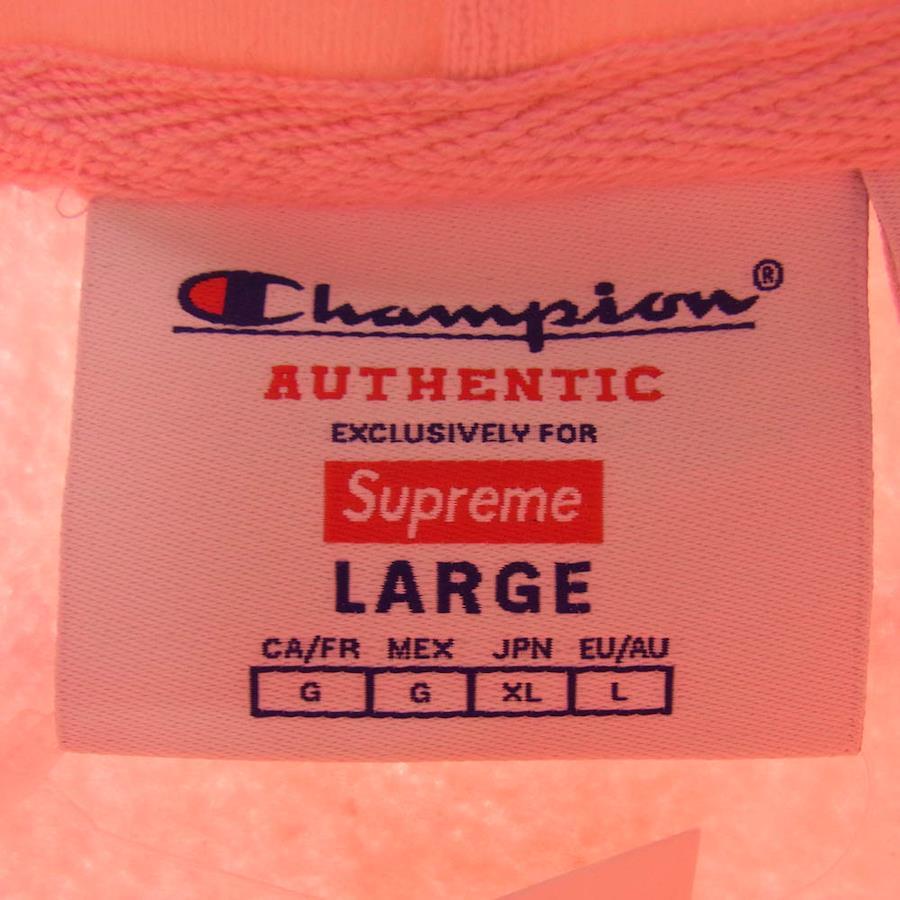 Champion®
AUTHENTIC
EXCLUSIVELY FOR
Supreme
LARGE
CA/FR MEX JPN EU/AU
G G XL L